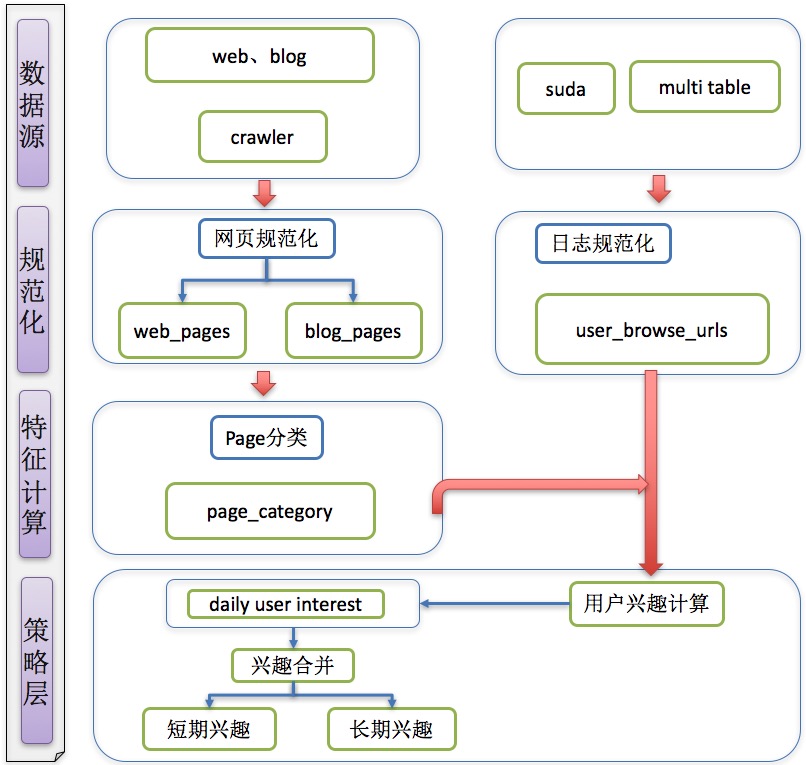 数据源
web、blog
crawler
suda
multi table
规范化
网页规范化
web_pages
blog_pages
日志规范化
user_browse_urls
特征计算
Page分类
page_category
策略层
daily user interest
用户兴趣计算
兴趣合并
短期兴趣
长期兴趣